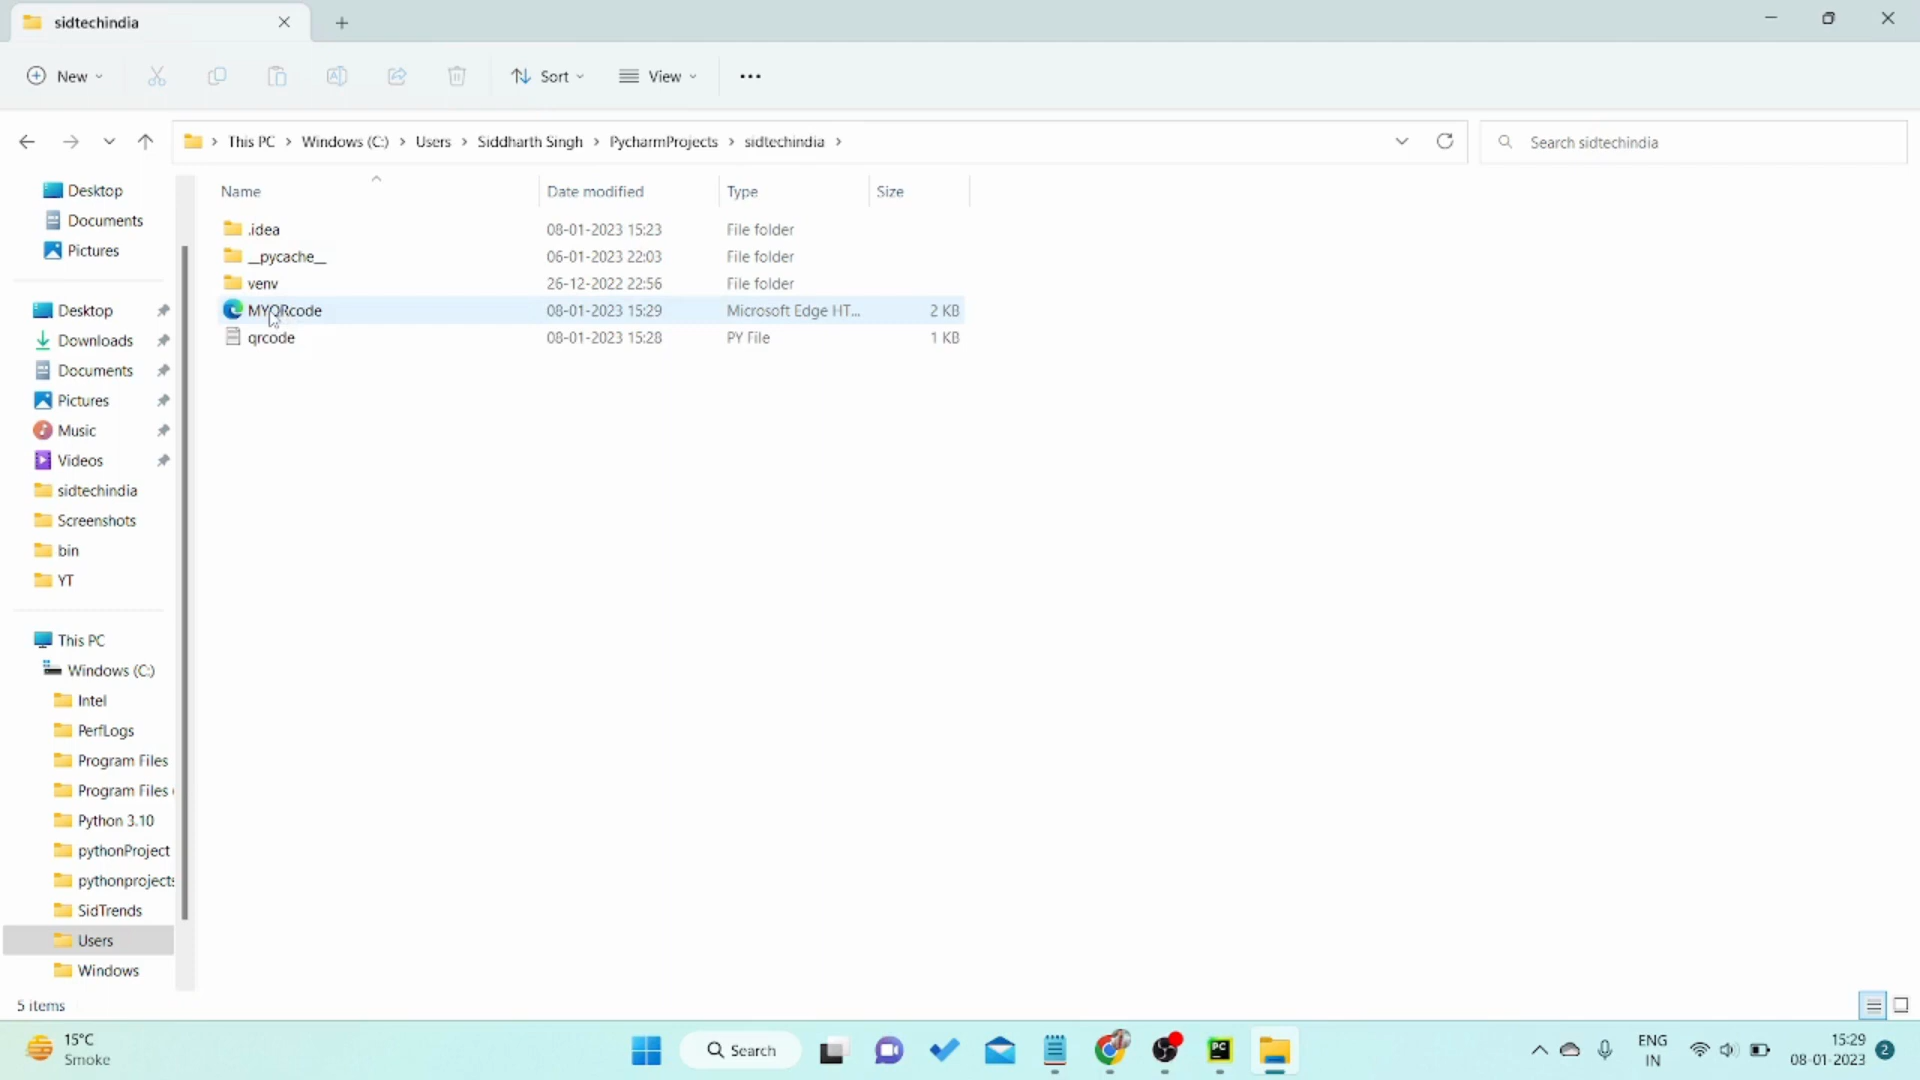 sidtechindia
New
Sort
View
This PC > Windows (C:) > Users > Siddharth Singh > PycharmProjects > sidtechindia >
Search sidtechindia
Name Date modified Type Size
.idea 08-01-2023 15:23 File folder
__pycache__ 06-01-2023 22:03 File folder
venv 26-12-2022 22:56 File folder
MYQRcode 08-01-2023 15:29 Microsoft Edge HT... 2 KB
qrcode 08-01-2023 15:28 PY File 1 KB
Desktop
Documents
Pictures
Desktop
Downloads
Documents
Pictures
Music
Videos
sidtechindia
Screenshots
bin
YT
This PC
Windows (C:)
Intel
PerfLogs
Program Files
Program Files (
Python 3.10
pythonProject
pythonprojects
SidTrends
Users
Windows
5 items
15°C
Smoke
Search
PC
ENG
IN
15:29
08-01-2023
2